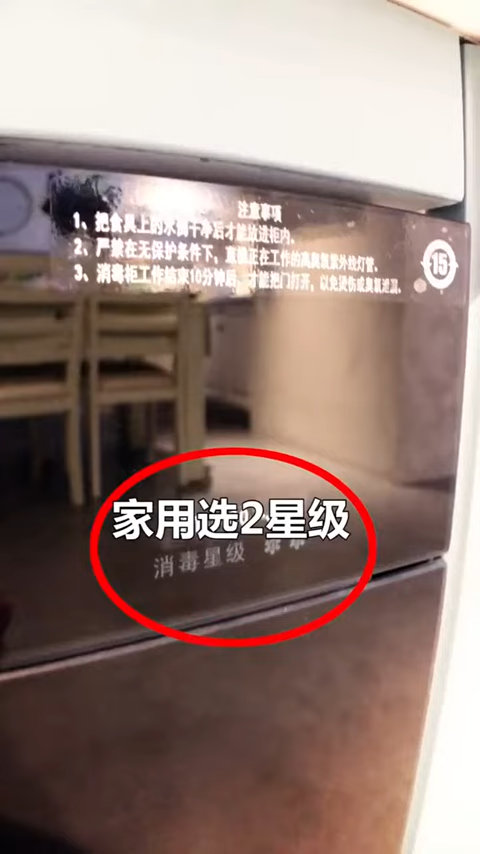 注意事项
1、把食具上的水滴干净后才能放进柜内。
2、严禁在无保护条件下，直视正在工作的高臭氧紫外线灯管。
3、消毒柜工作结束10分钟后，才能把门打开，以免烫伤或臭氧逸漏。
15
家用选2星级
消毒星级